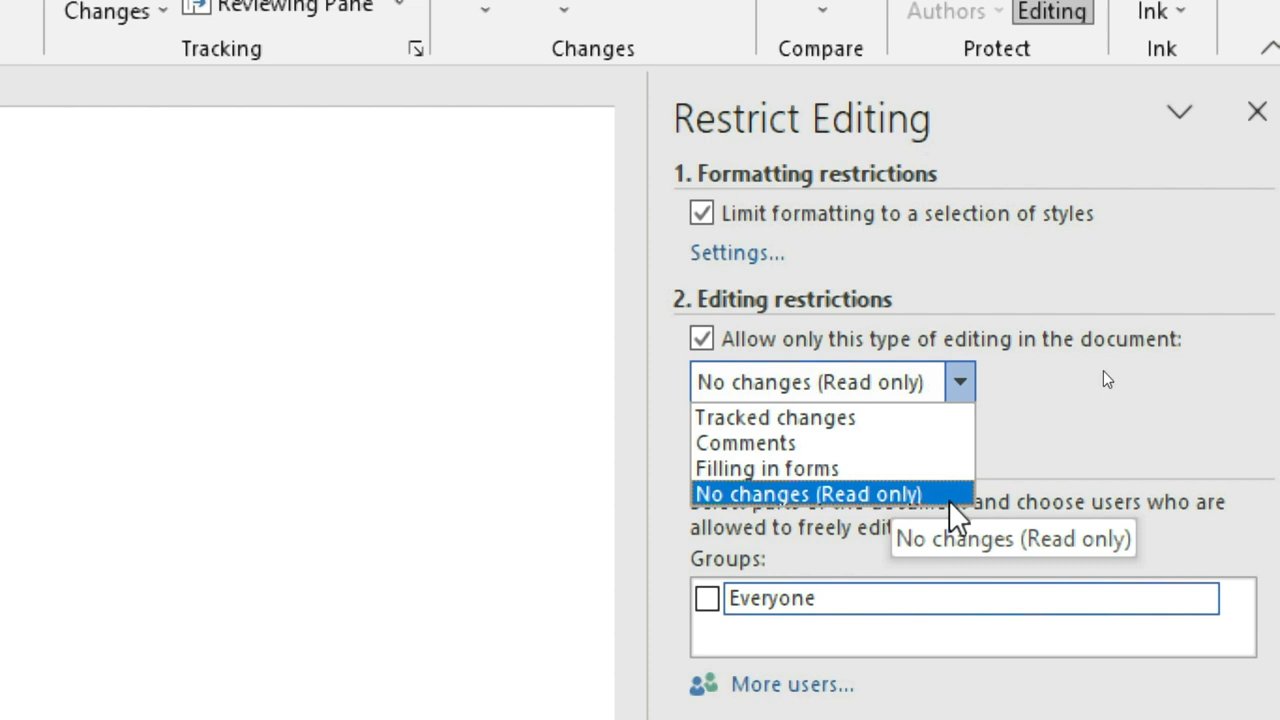 Changes
Reviewing Pane
Authors
Editing
Ink
Tracking
Changes
Compare
Protect
Ink
Restrict Editing
1. Formatting restrictions
Limit formatting to a selection of styles
Settings...
2. Editing restrictions
Allow only this type of editing in the document:
No changes (Read only)
Tracked changes
Comments
Filling in forms
No changes (Read only)
and choose users who are
allowed to freely edi
No changes (Read only)
Groups:
Everyone
More users...